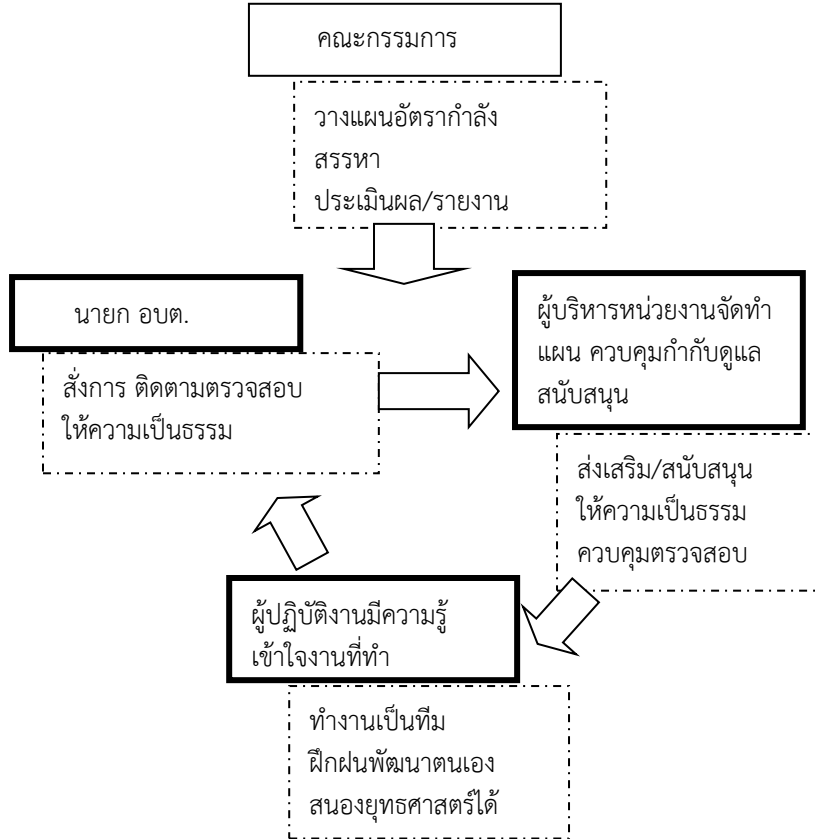 คณะกรรมการ
วางแผนอัตรากำลัง
สรรหา
ประเมินผล/รายงาน
นายก อบต.
สั่งการ ติดตามตรวจสอบ
ให้ความเป็นธรรม
ผู้บริหารหน่วยงานจัดทำ
แผน ควบคุมกำกับดูแล
สนับสนุน
ส่งเสริม/สนับสนุน
ให้ความเป็นธรรม
ควบคุมตรวจสอบ
ผู้ปฏิบัติงานมีความรู้
เข้าใจงานที่ทำ
ทำงานเป็นทีม
ฝึกฝนพัฒนาตนเอง
สนองยุทธศาสตร์ได้